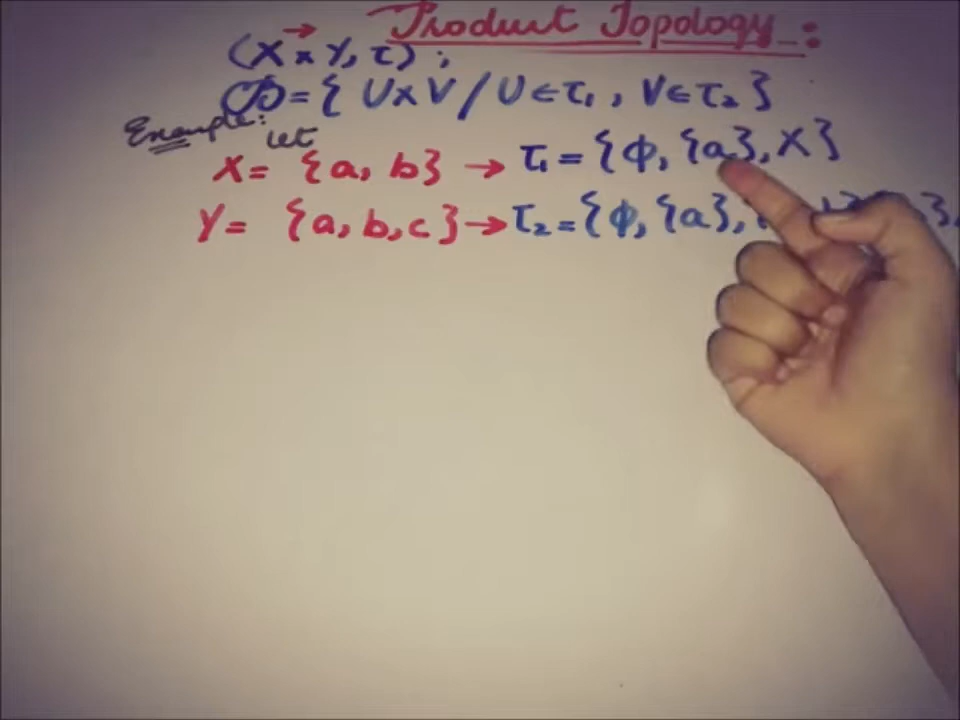 Product Topology :
(X × Y, τ) ;
ℬ = { U × V / U ∈ τ₁ , V ∈ τ₂ }
Example: let
X = {a, b} → τ₁ = {φ, {a}, X}
Y = {a, b, c} → τ₂ = {φ, {a},